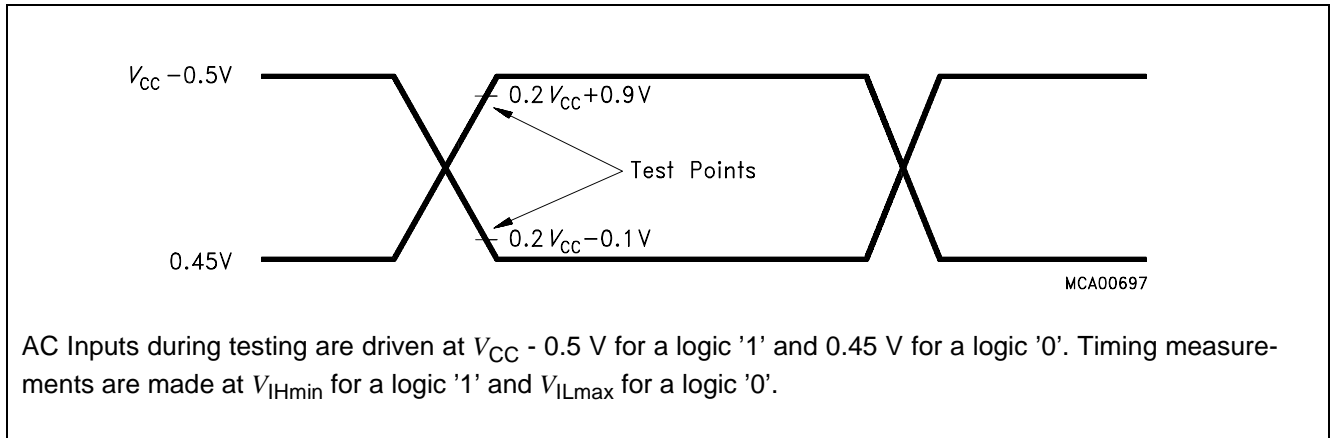 VCC −0.5V
0.2 VCC+0.9V
Test Points
0.2 VCC−0.1V
0.45V
MCA00697
AC Inputs during testing are driven at VCC - 0.5 V for a logic ’1’ and 0.45 V for a logic ’0’. Timing measure-
ments are made at VIHmin for a logic ’1’ and VILmax for a logic ’0’.